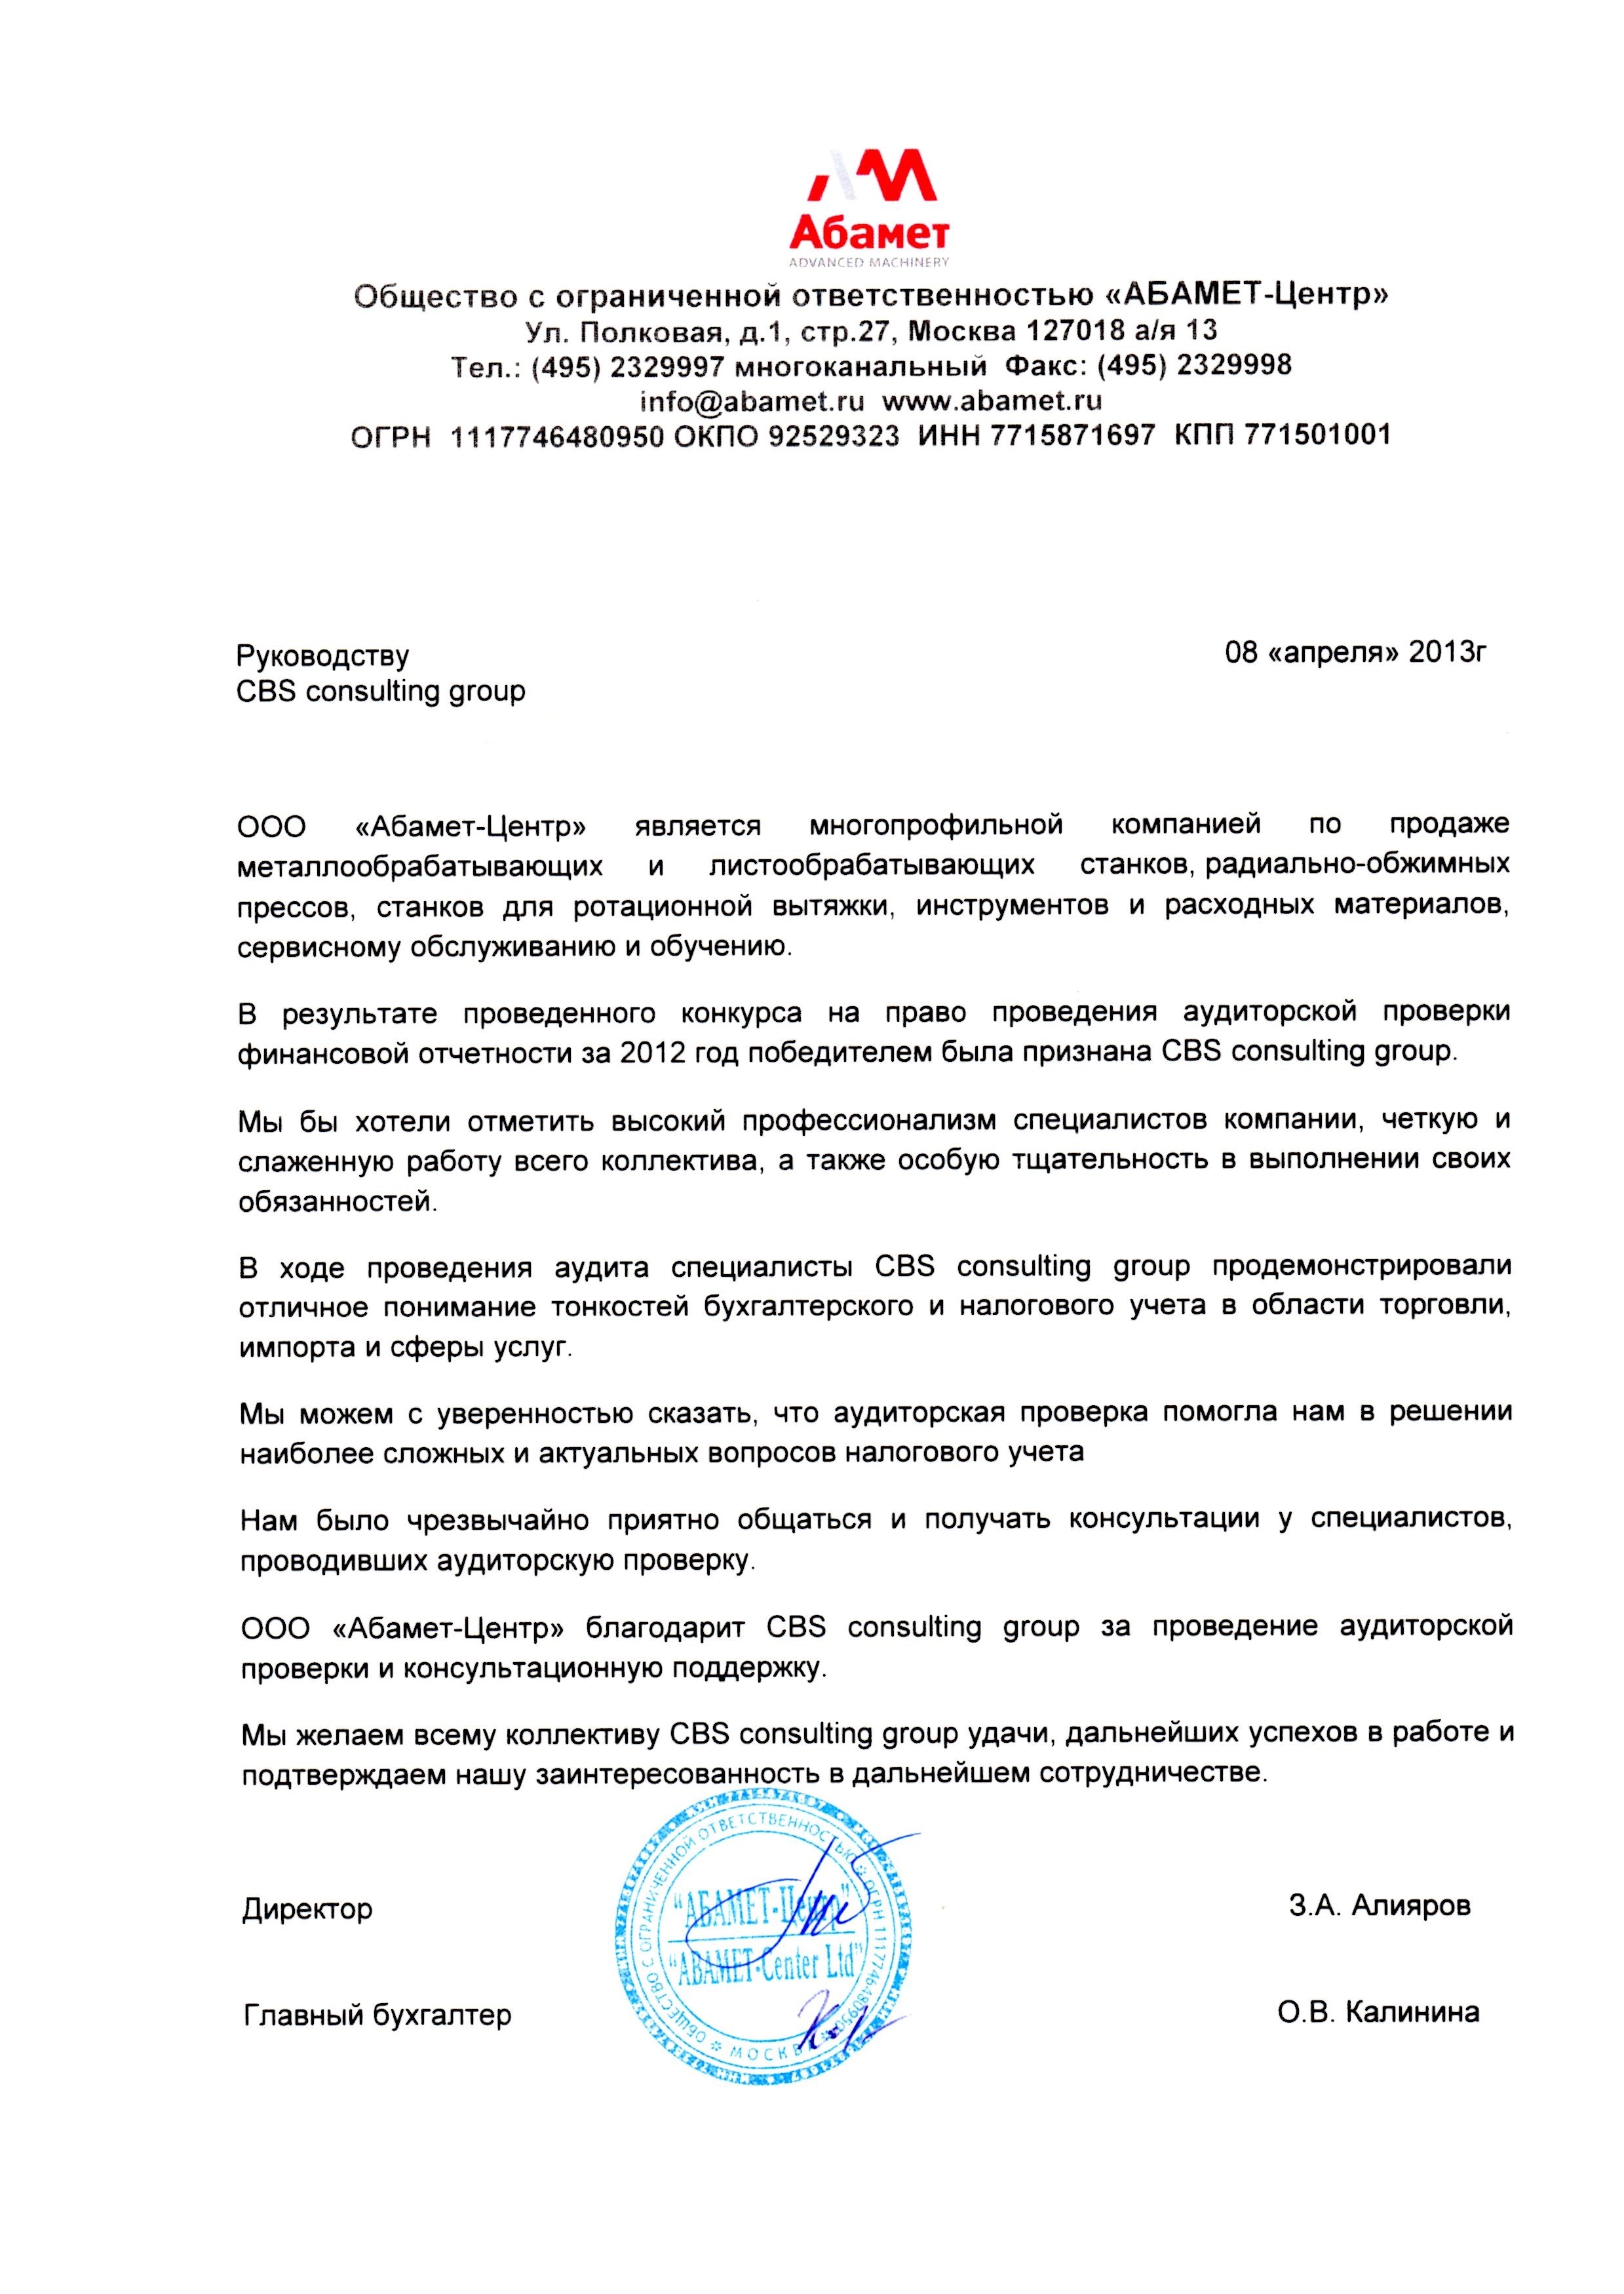 Абамет
ADVANCED MACHINERY
Общество с ограниченной ответственностью «АБАМЕТ-Центр»
Ул. Полковая, д.1, стр.27, Москва 127018 а/я 13
Тел.: (495) 2329997 многоканальный Факс: (495) 2329998
info@abamet.ru www.abamet.ru
ОГРН 1117746480950 ОКПО 92529323 ИНН 7715871697 КПП 771501001
Руководству
08 «апреля» 2013г
CBS consulting group
ООО «Абамет-Центр» является многопрофильной компанией по продаже
металлообрабатывающих и листообрабатывающих станков, радиально-обжимных
прессов, станков для ротационной вытяжки, инструментов и расходных материалов,
сервисному обслуживанию и обучению.
В результате проведенного конкурса на право проведения аудиторской проверки
финансовой отчетности за 2012 год победителем была признана CBS consulting group.
Мы бы хотели отметить высокий профессионализм специалистов компании, четкую и
слаженную работу всего коллектива, а также особую тщательность в выполнении своих
обязанностей.
В ходе проведения аудита специалисты CBS consulting group продемонстрировали
отличное понимание тонкостей бухгалтерского и налогового учета в области торговли,
импорта и сферы услуг.
Мы можем с уверенностью сказать, что аудиторская проверка помогла нам в решении
наиболее сложных и актуальных вопросов налогового учета
Нам было чрезвычайно приятно общаться и получать консультации у специалистов,
проводивших аудиторскую проверку.
ООО «Абамет-Центр» благодарит CBS consulting group за проведение аудиторской
проверки и консультационную поддержку.
Мы желаем всему коллективу CBS consulting group удачи, дальнейших успехов в работе и
подтверждаем нашу заинтересованность в дальнейшем сотрудничестве.
Директор
З.А. Алияров
Главный бухгалтер
О.В. Калинина
ОБЩЕСТВО С ОГРАНИЧЕННОЙ ОТВЕТСТВЕННОСТЬЮ * ОГРН 1117746480950 * МОСКВА *
"АБАМЕТ-Центр"
"ABAMET-Center Ltd"